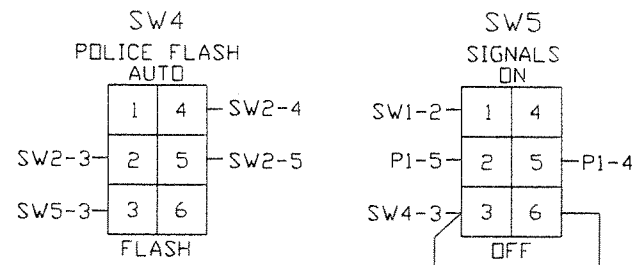 SW4
POLICE FLASH
AUTO
1 4 SW2-4
SW2-3 2 5 SW2-5
SW5-3 3 6
FLASH
SW5
SIGNALS
ON
SW1-2 1 4
P1-5 2 5 P1-4
SW4-3 3 6
OFF